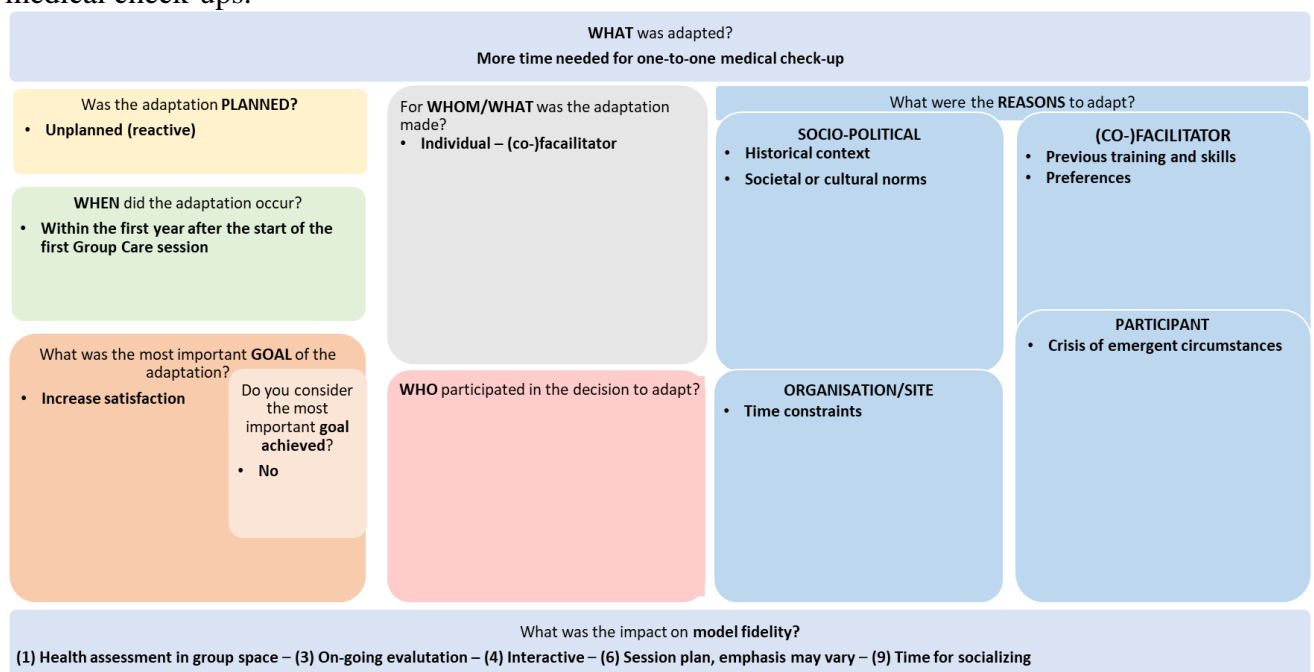 medical check-ups.
WHAT was adapted?
More time needed for one-to-one medical check-up
Was the adaptation PLANNED?
• Unplanned (reactive)
WHEN did the adaptation occur?
• Within the first year after the start of the
first Group Care session
What was the most important GOAL of the
adaptation?
• Increase satisfaction
Do you consider
the most
important goal
achieved?
• No
For WHOM/WHAT was the adaptation
made?
• Individual – (co-)facailitator
WHO participated in the decision to adapt?
What were the REASONS to adapt?
SOCIO-POLITICAL
• Historical context
• Societal or cultural norms
ORGANISATION/SITE
• Time constraints
(CO-)FACILITATOR
• Previous training and skills
• Preferences
PARTICIPANT
• Crisis of emergent circumstances
What was the impact on model fidelity?
(1) Health assessment in group space – (3) On-going evalutation – (4) Interactive – (6) Session plan, emphasis may vary – (9) Time for socializing